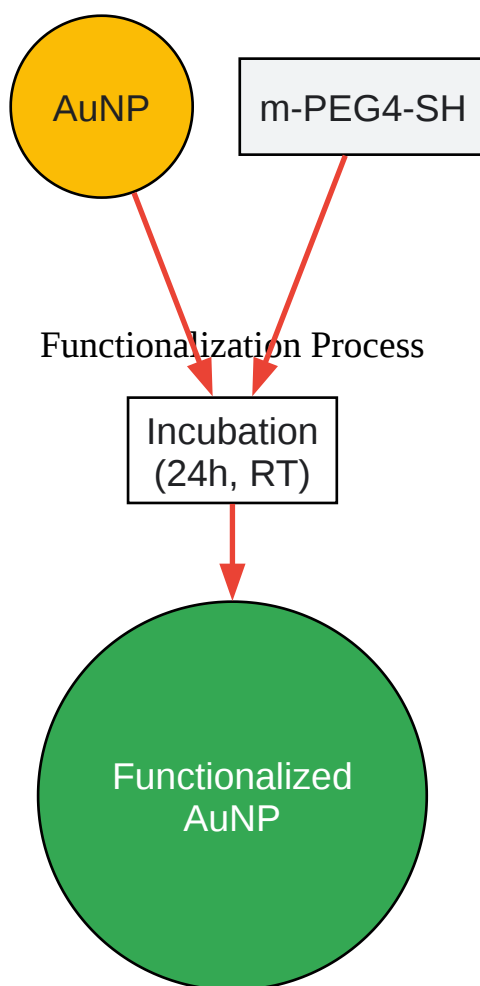 AuNP
m-PEG4-SH
Functionalization Process
Incubation
(24h, RT)
Functionalized
AuNP